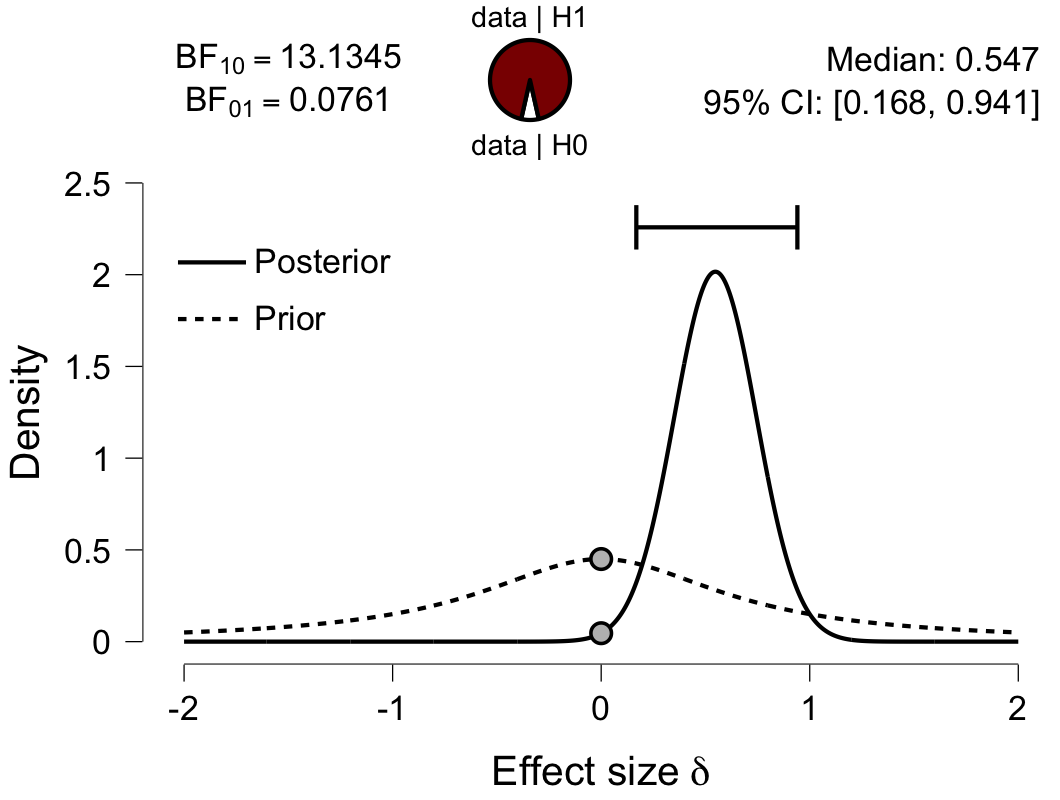 data | H1
BF10 = 13.1345
BF01 = 0.0761
Median: 0.547
95% CI: [0.168, 0.941]
data | H0
2.5
2
1.5
1
0.5
0
Density
Posterior
Prior
-2
-1
0
1
2
Effect size δ